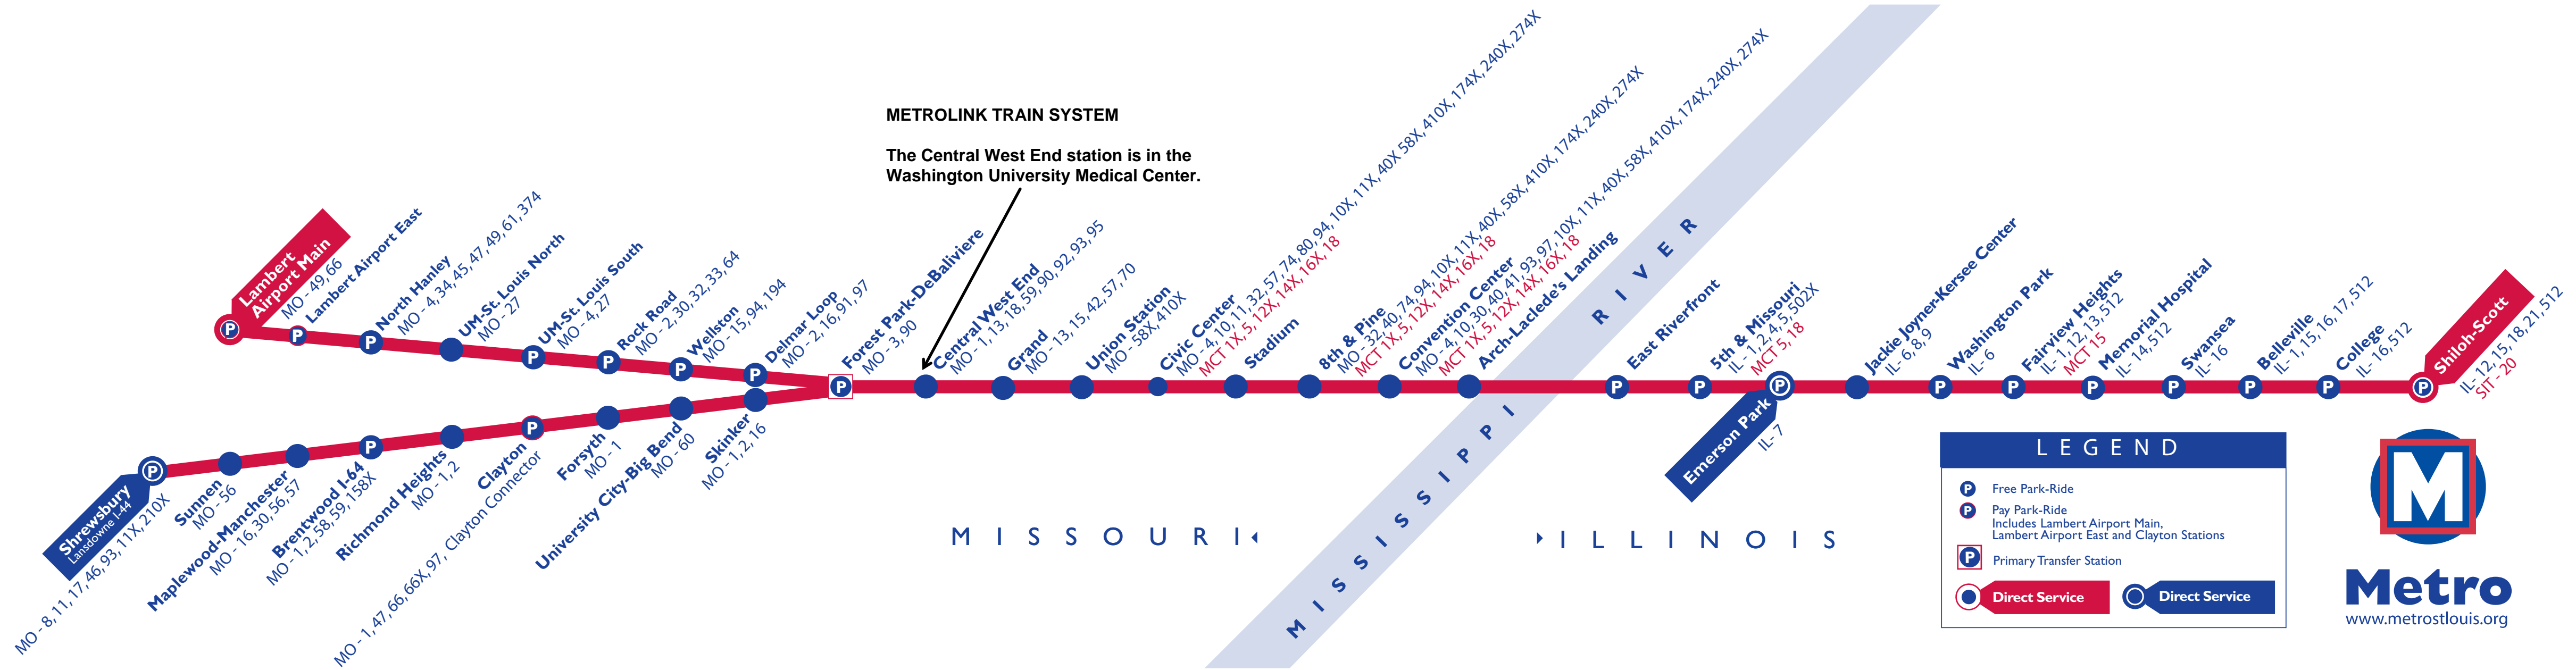 METROLINK TRAIN SYSTEM
The Central West End station is in the
Washington University Medical Center.
Lambert
Airport Main
MO - 49, 66
Lambert Airport East
North Hanley
MO - 4, 34, 45, 47, 49, 61, 374
UM-St. Louis North
MO - 27
UM-St. Louis South
MO - 4, 27
Rock Road
MO - 2, 30, 32, 33, 64
Wellston
MO - 15, 94, 194
Delmar Loop
MO - 2, 16, 91, 97
Forest Park-DeBaliviere
MO - 3, 90
Central West End
MO - 1, 13, 18, 59, 90, 92, 93, 95
Grand
MO - 13, 15, 42, 57, 70
Union Station
MO - 58X, 410X
Civic Center
MO - 4, 10, 11, 32, 57, 74, 80, 94, 10X, 11X, 40X 58X, 410X, 174X, 240X, 274X
MCT 1X, 5, 12X, 14X, 16X, 18
Stadium
8th & Pine
MO - 32, 40, 74, 94, 10X, 11X, 40X, 58X, 410X, 174X, 240X, 274X
MCT 1X, 5, 12X, 14X, 16X, 18
Convention Center
MO - 4, 10, 30, 40, 41, 93, 97, 10X, 11X, 40X, 58X, 410X, 174X, 240X, 274X
MCT 1X, 5, 12X, 14X, 16X, 18
Arch-Laclede's Landing
East Riverfront
5th & Missouri
IL - 1, 2, 4, 5, 502X
MCT 5, 18
Emerson Park
IL - 7
Jackie Joyner-Kersee Center
IL - 6, 8, 9
Washington Park
IL - 6
Fairview Heights
IL - 1, 12, 13, 512
MCT 15
Memorial Hospital
IL - 14, 512
Swansea
IL - 16
Belleville
IL - 1, 15, 16, 17, 512
College
IL - 16, 512
Shiloh-Scott
IL - 12, 15, 18, 21, 512
SIT - 20
Shrewsbury
Lansdowne I-44
MO - 8, 11, 17, 46, 93, 11X, 210X
Sunnen
MO - 56
Maplewood-Manchester
MO - 16, 30, 56, 57
Brentwood I-64
MO - 1, 2, 58, 59, 158X
Richmond Heights
MO - 1, 2
Clayton
MO - 1, 47, 66, 66X, 97, Clayton Connector
Forsyth
MO - 1
University City-Big Bend
MO - 60
Skinker
MO - 1, 2, 16
MISSISSIPPI RIVER
MISSOURI
ILLINOIS
LEGEND
P Free Park-Ride
P Pay Park-Ride
Includes Lambert Airport Main,
Lambert Airport East and Clayton Stations
P Primary Transfer Station
Direct Service
Direct Service
M
Metro
www.metrostlouis.org